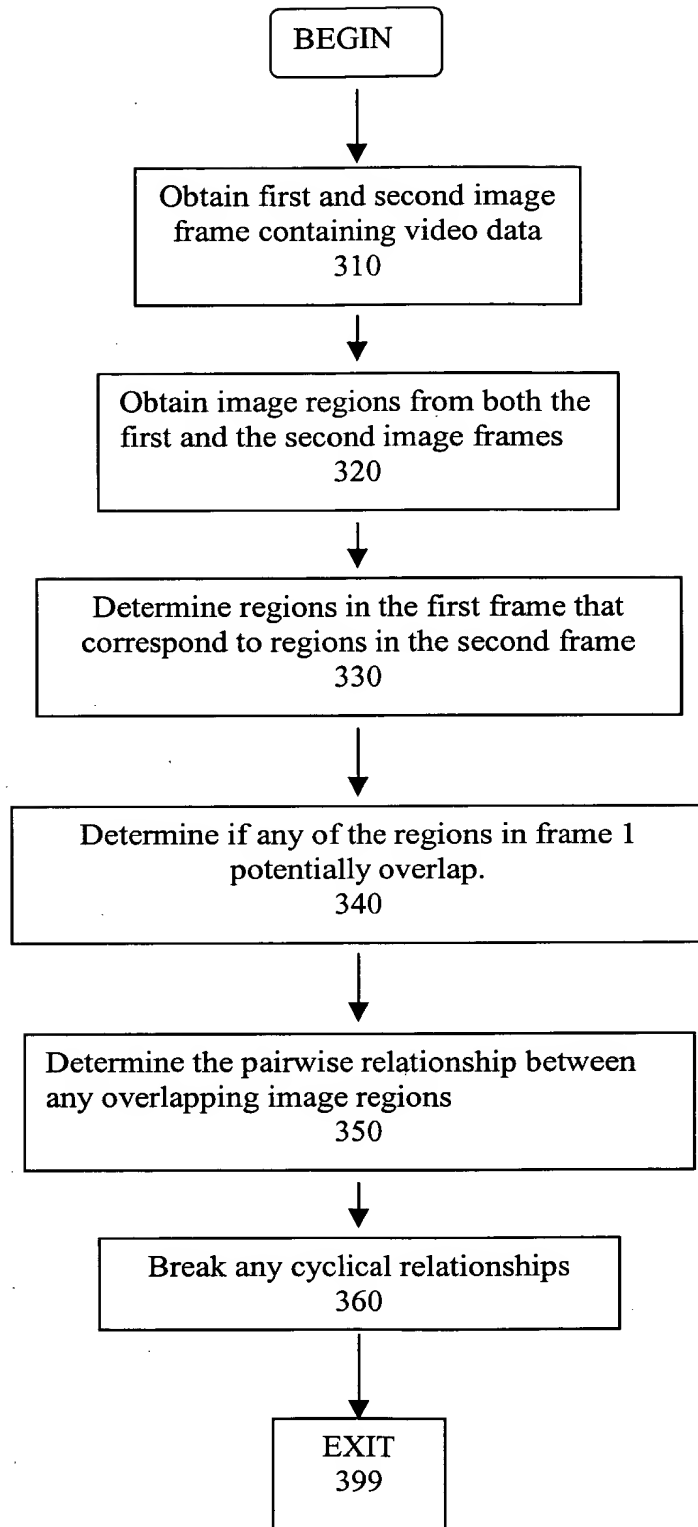 BEGIN
Obtain first and second image
frame containing video data
310
Obtain image regions from both the
first and the second image frames
320
Determine regions in the first frame that
correspond to regions in the second frame
330
Determine if any of the regions in frame 1
potentially overlap.
340
Determine the pairwise relationship between
any overlapping image regions
350
Break any cyclical relationships
360
EXIT
399